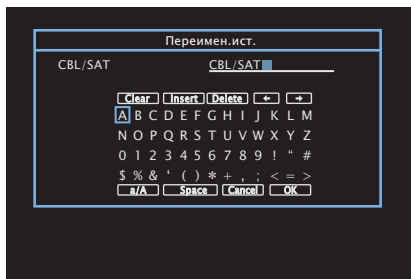 Переимен.ист.
CBL/SAT CBL/SAT
Clear Insert Delete ← →
A B C D E F G H I J K L M
N O P Q R S T U V W X Y Z
0 1 2 3 4 5 6 7 8 9 ! “ #
$ % & ‘ ( ) * + , ; < = >
a/A Space Cancel OK